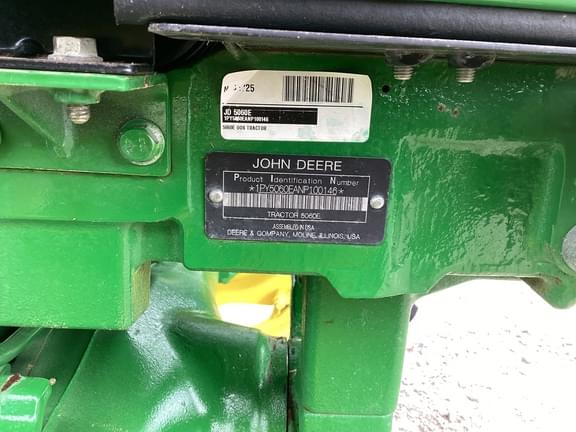 JD 5060E
1PY5060EANP100146
JOHN DEERE
Product Identification Number
*1PY5060EANP100146*
TRACTOR 5060E
ASSEMBLED IN USA
DEERE & COMPANY, MOLINE, ILLINOIS, USA